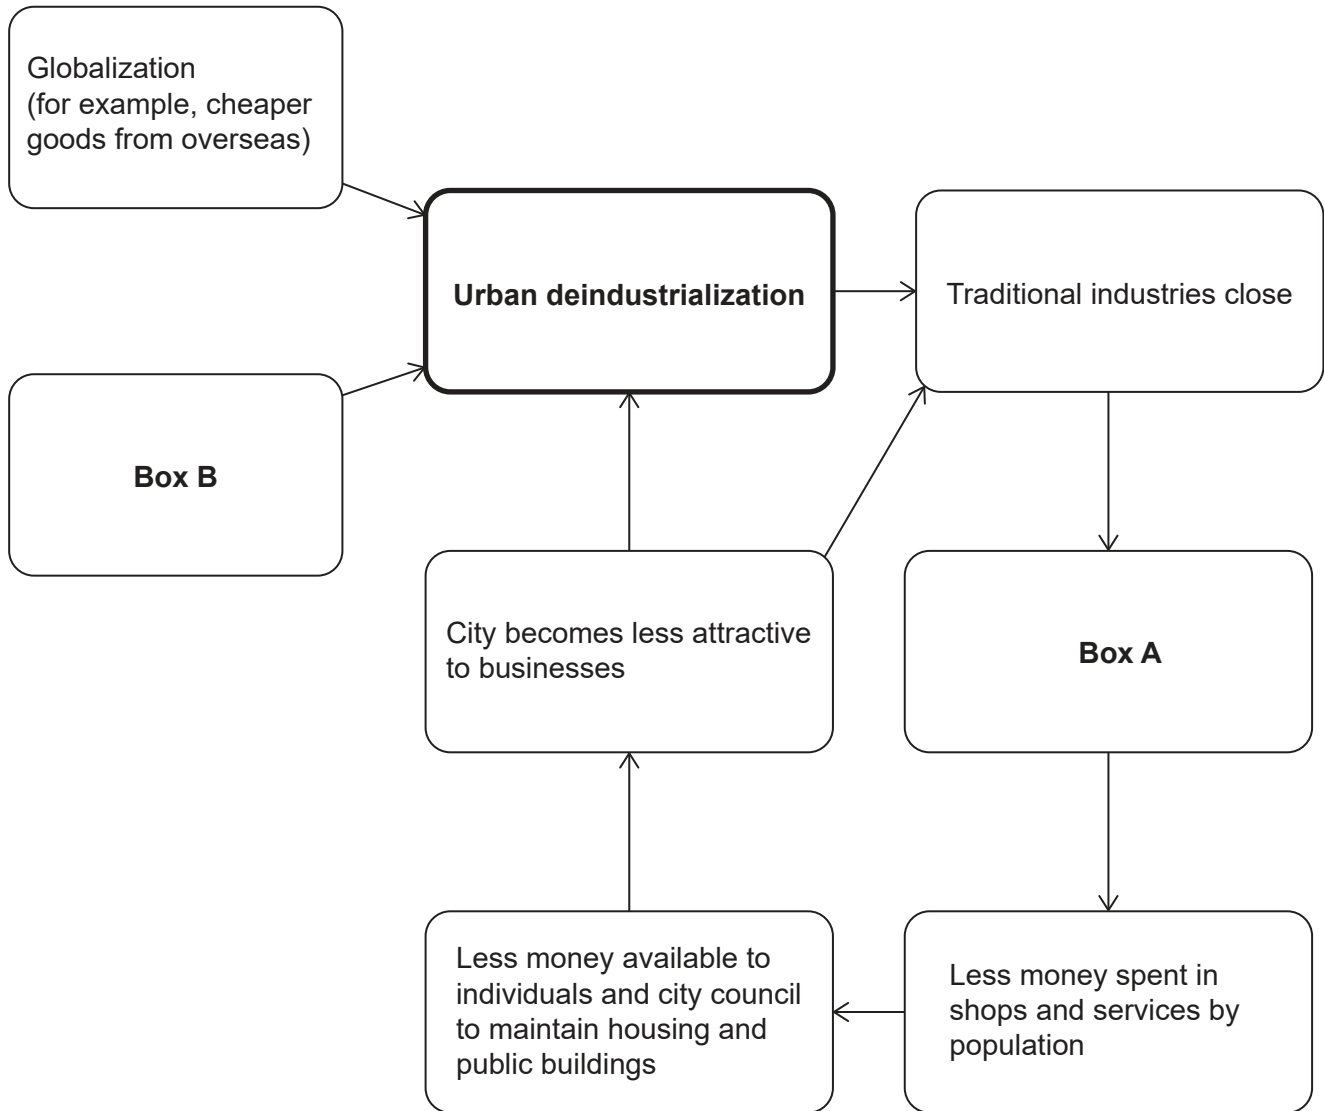 Globalization
(for example, cheaper
goods from overseas)
Urban deindustrialization
Traditional industries close
Box B
City becomes less attractive
to businesses
Box A
Less money available to
individuals and city council
to maintain housing and
public buildings
Less money spent in
shops and services by
population